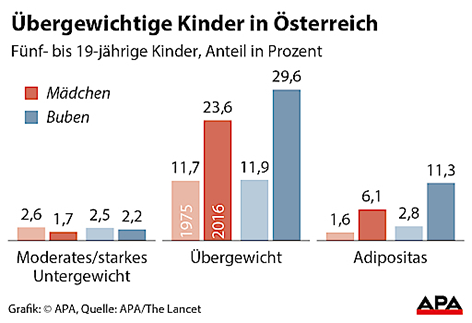 Übergewichtige Kinder in Österreich
Fünf- bis 19-jährige Kinder, Anteil in Prozent
Mädchen
Buben
2,6 1,7 2,5 2,2
11,7 23,6 11,9 29,6
1,6 6,1 2,8 11,3
1975 2016
Moderates/starkes
Untergewicht
Übergewicht
Adipositas
Grafik: © APA, Quelle: APA/The Lancet
APA